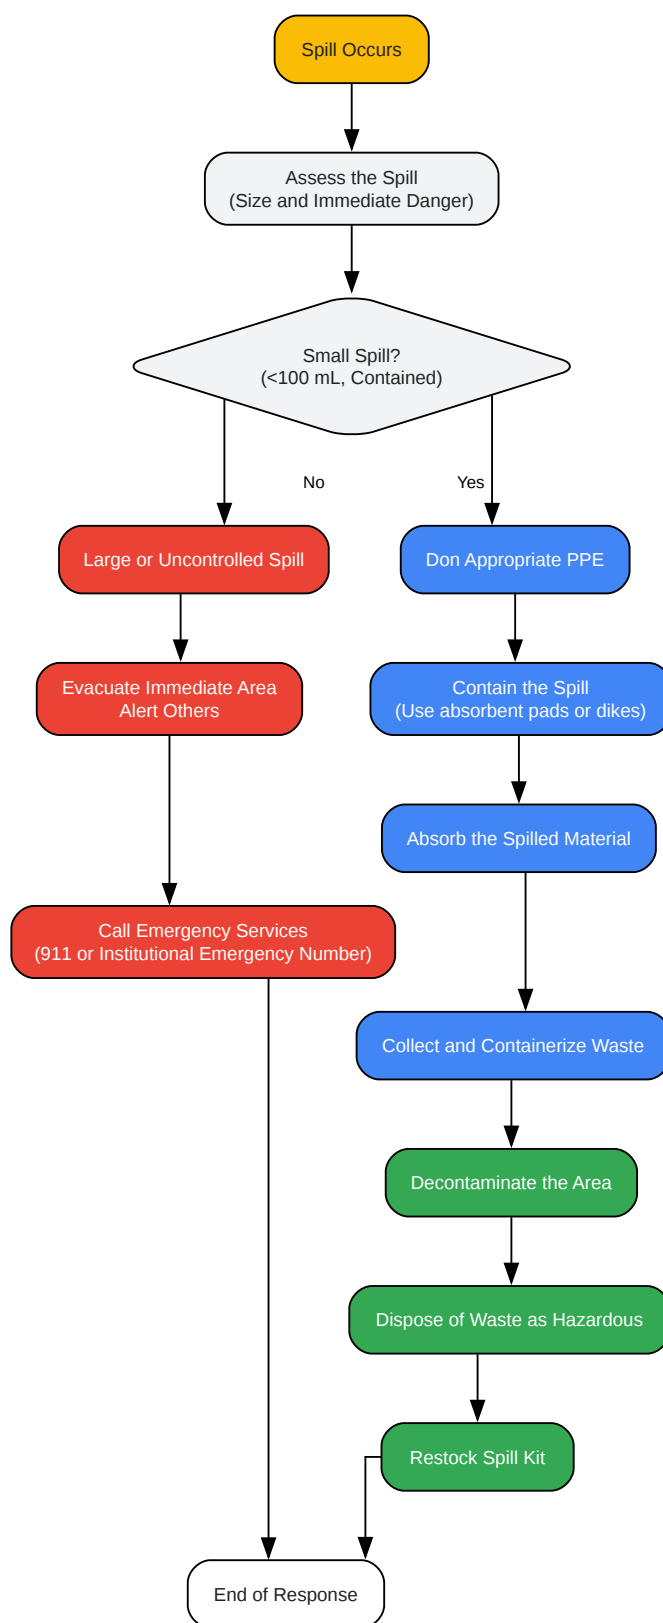 Spill Occurs
Assess the Spill
(Size and Immediate Danger)
Small Spill?
(<100 mL, Contained)
No
Yes
Large or Uncontrolled Spill
Don Appropriate PPE
Evacuate Immediate Area
Alert Others
Contain the Spill
(Use absorbent pads or dikes)
Absorb the Spilled Material
Call Emergency Services
(911 or Institutional Emergency Number)
Collect and Containerize Waste
Decontaminate the Area
Dispose of Waste as Hazardous
Restock Spill Kit
End of Response